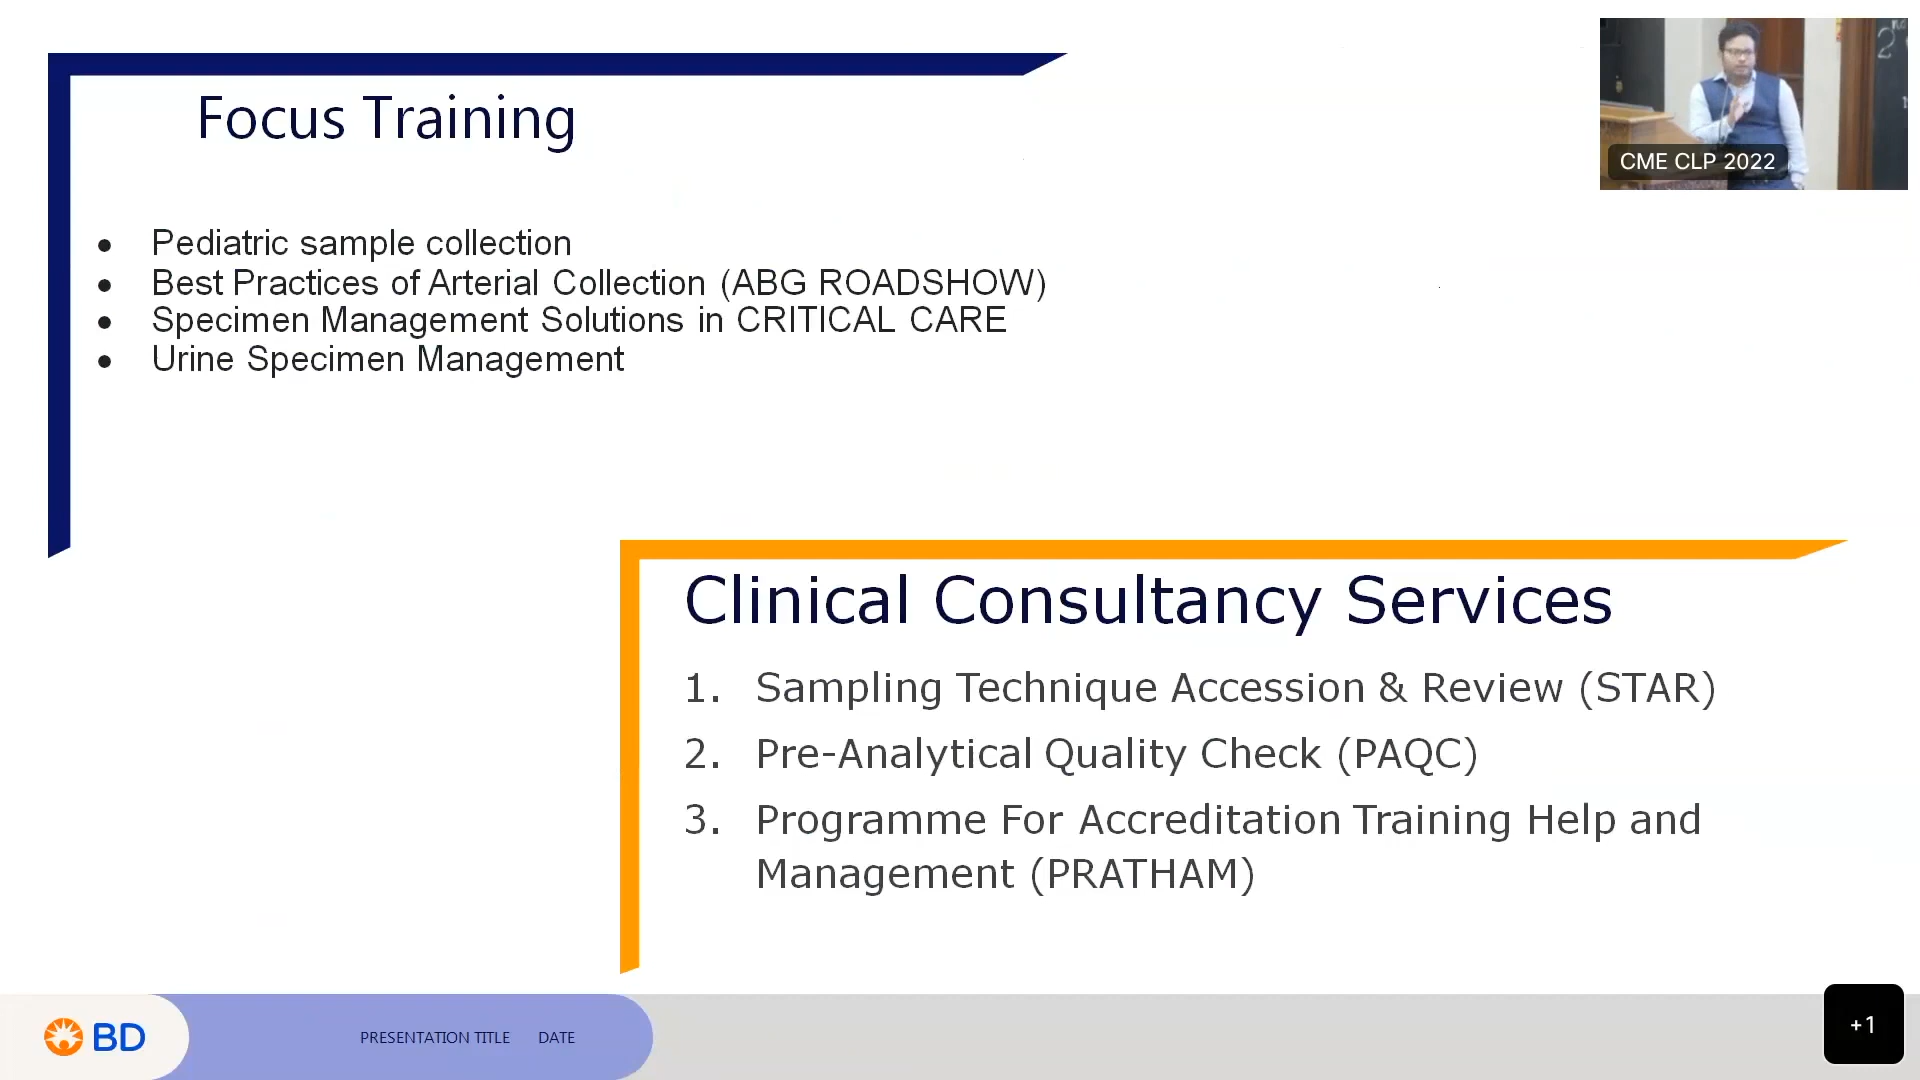 Focus Training
CME CLP 2022
• Pediatric sample collection
• Best Practices of Arterial Collection (ABG ROADSHOW)
• Specimen Management Solutions in CRITICAL CARE
• Urine Specimen Management
Clinical Consultancy Services
1. Sampling Technique Accession & Review (STAR)
2. Pre-Analytical Quality Check (PAQC)
3. Programme For Accreditation Training Help and
Management (PRATHAM)
BD
PRESENTATION TITLE DATE
+1